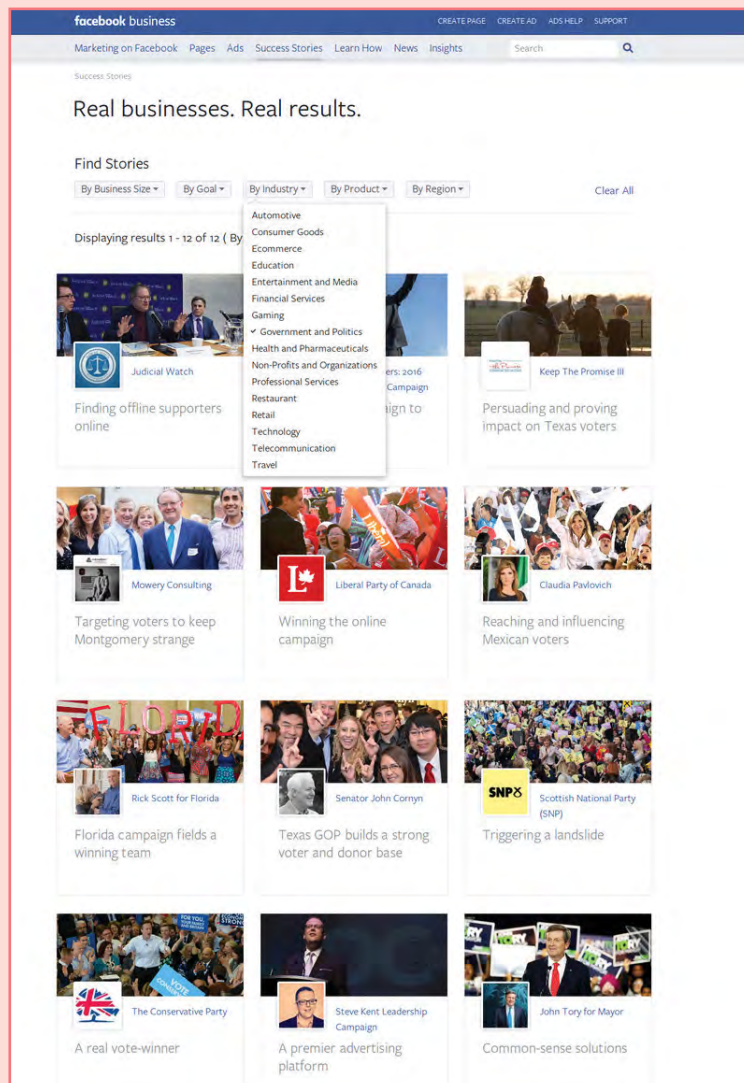 facebook business
CREATE PAGE CREATE AD ADS HELP SUPPORT
Marketing on Facebook Pages Ads Success Stories Learn How News Insights Search
Success Stories
Real businesses. Real results.
Find Stories
By Business Size By Goal By Industry By Product By Region Clear All
Automotive
Consumer Goods
Ecommerce
Education
Entertainment and Media
Financial Services
Gaming
✓ Government and Politics
Health and Pharmaceuticals
Non-Profits and Organizations
Professional Services
Restaurant
Retail
Technology
Telecommunication
Travel
Displaying results 1 - 12 of 12 ( By
Judicial Watch
Finding offline supporters
online
ers: 2016
Campaign
aign to
Keep The Promise III
Persuading and proving
impact on Texas voters
Mowery Consulting
Targeting voters to keep
Montgomery strange
Liberal
L
Liberal Party of Canada
Winning the online
campaign
Claudia Pavlovich
Reaching and influencing
Mexican voters
FLORIDA
Rick Scott for Florida
Florida campaign fields a
winning team
Senator John Cornyn
Texas GOP builds a strong
voter and donor base
SNP
Scottish National Party
(SNP)
Triggering a landslide
VOTE
The Conservative Party
A real vote-winner
Steve Kent Leadership
Campaign
A premier advertising
platform
TORY
John Tory for Mayor
Common-sense solutions